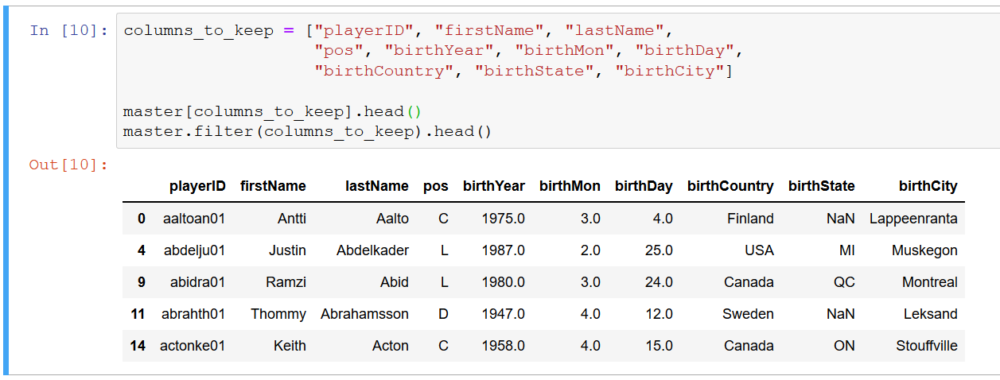 In [10]: columns_to_keep = ["playerID", "firstName", "lastName",
"pos", "birthYear", "birthMon", "birthDay",
"birthCountry", "birthState", "birthCity"]
master[columns_to_keep].head()
master.filter(columns_to_keep).head()
Out[10]:
playerID firstName lastName pos birthYear birthMon birthDay birthCountry birthState birthCity
0 aaltoan01 Antti Aalto C 1975.0 3.0 4.0 Finland NaN Lappeenranta
4 abdelju01 Justin Abdelkader L 1987.0 2.0 25.0 USA MI Muskegon
9 abidra01 Ramzi Abid L 1980.0 3.0 24.0 Canada QC Montreal
11 abrahth01 Thommy Abrahamsson D 1947.0 4.0 12.0 Sweden NaN Leksand
14 actonke01 Keith Acton C 1958.0 4.0 15.0 Canada ON Stouffville